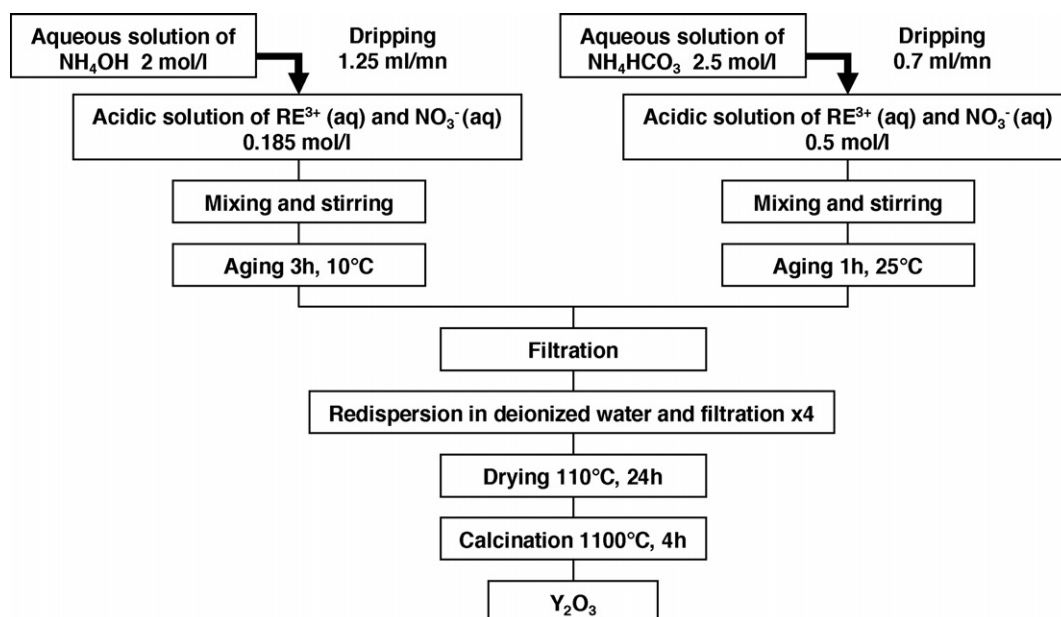 Aqueous solution of
NH₄OH 2 mol/l
Dripping
1.25 ml/mn
Acidic solution of RE³⁺ (aq) and NO₃⁻ (aq)
0.185 mol/l
Mixing and stirring
Aging 3h, 10°C
Aqueous solution of
NH₄HCO₃ 2.5 mol/l
Dripping
0.7 ml/mn
Acidic solution of RE³⁺ (aq) and NO₃⁻ (aq)
0.5 mol/l
Mixing and stirring
Aging 1h, 25°C
Filtration
Redispersion in deionized water and filtration x4
Drying 110°C, 24h
Calcination 1100°C, 4h
Y₂O₃